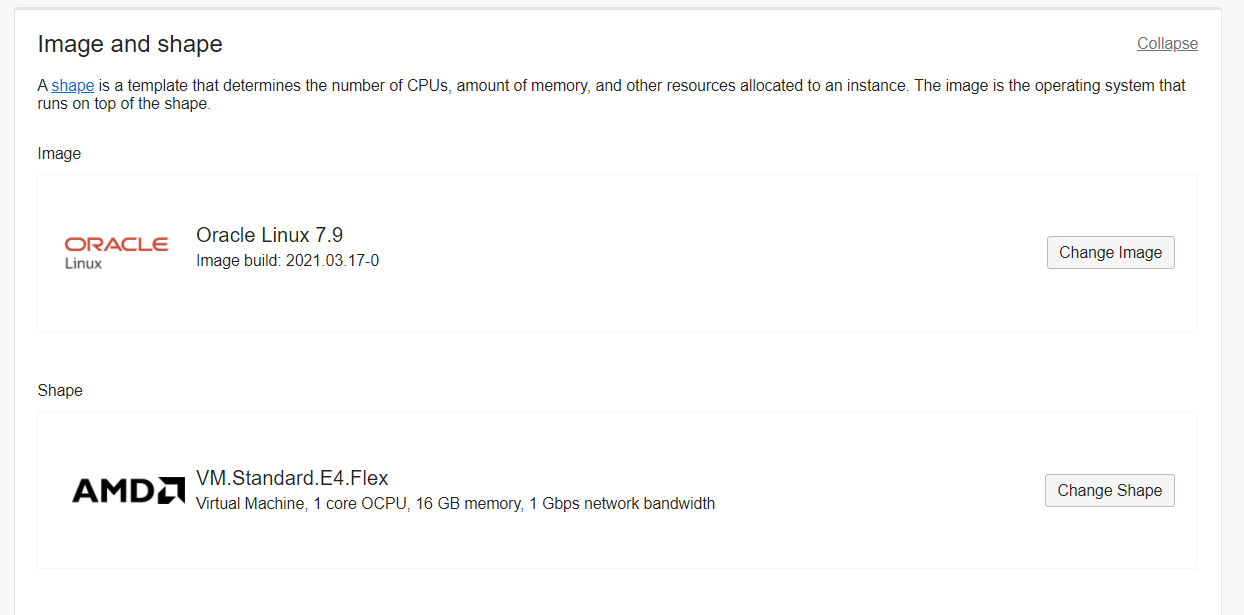 Image and shape
Collapse
A shape is a template that determines the number of CPUs, amount of memory, and other resources allocated to an instance. The image is the operating system that
runs on top of the shape.
Image
ORACLE
Linux
Oracle Linux 7.9
Image build: 2021.03.17-0
Change Image
Shape
AMD
VM.Standard.E4.Flex
Virtual Machine, 1 core OCPU, 16 GB memory, 1 Gbps network bandwidth
Change Shape